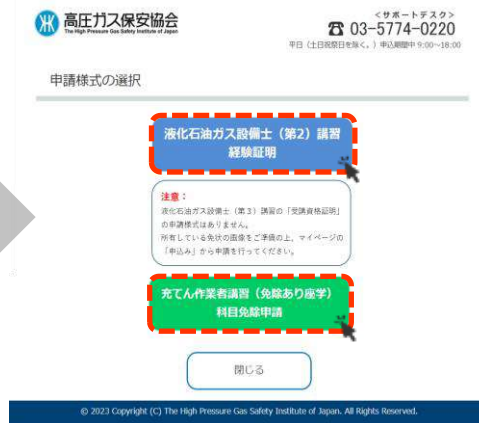 高圧ガス保安協会
The High Pressure Gas Safety Institute of Japan
<サポートデスク>
☎ 03-5774-0220
平日（土日祝祭日を除く。）申込期間中 9:00～18:00
申請様式の選択
液化石油ガス設備士（第2）講習
経験証明
注意：
液化石油ガス設備士（第3）講習の「受講資格証明」
の申請様式はありません。
所有している免状の画像をご準備の上、マイページの
「申込み」から申請を行ってください。
充てん作業者講習（免除あり座学）
科目免除申請
閉じる
© 2023 Copyright (C) The High Pressure Gas Safety Institute of Japan. All Rights Reserved.